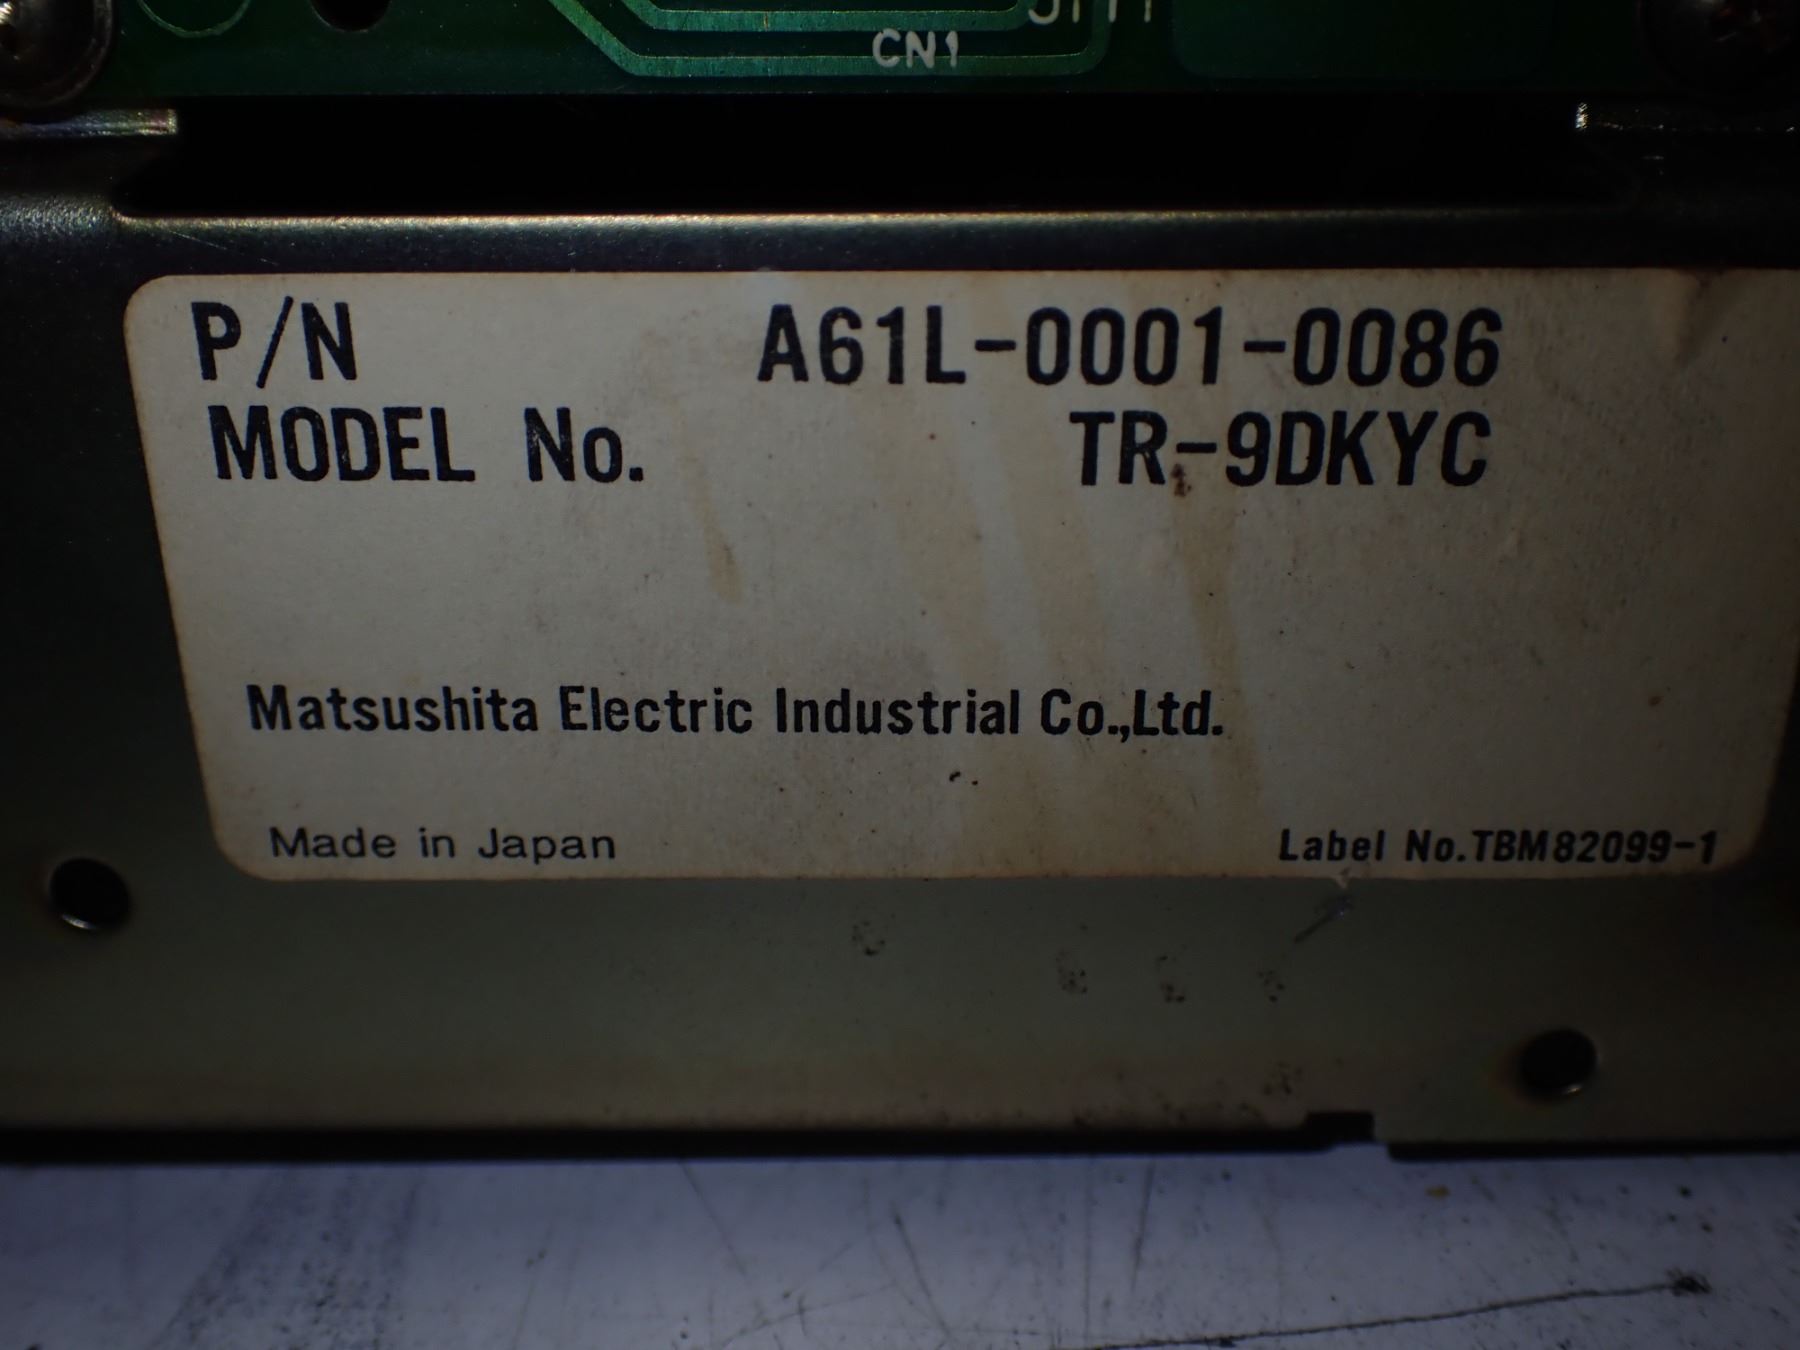 CN1
P/N A61L-0001-0086
MODEL No. TR-9DKYC
Matsushita Electric Industrial Co.,Ltd.
Made in Japan Label No.TBM82099-1